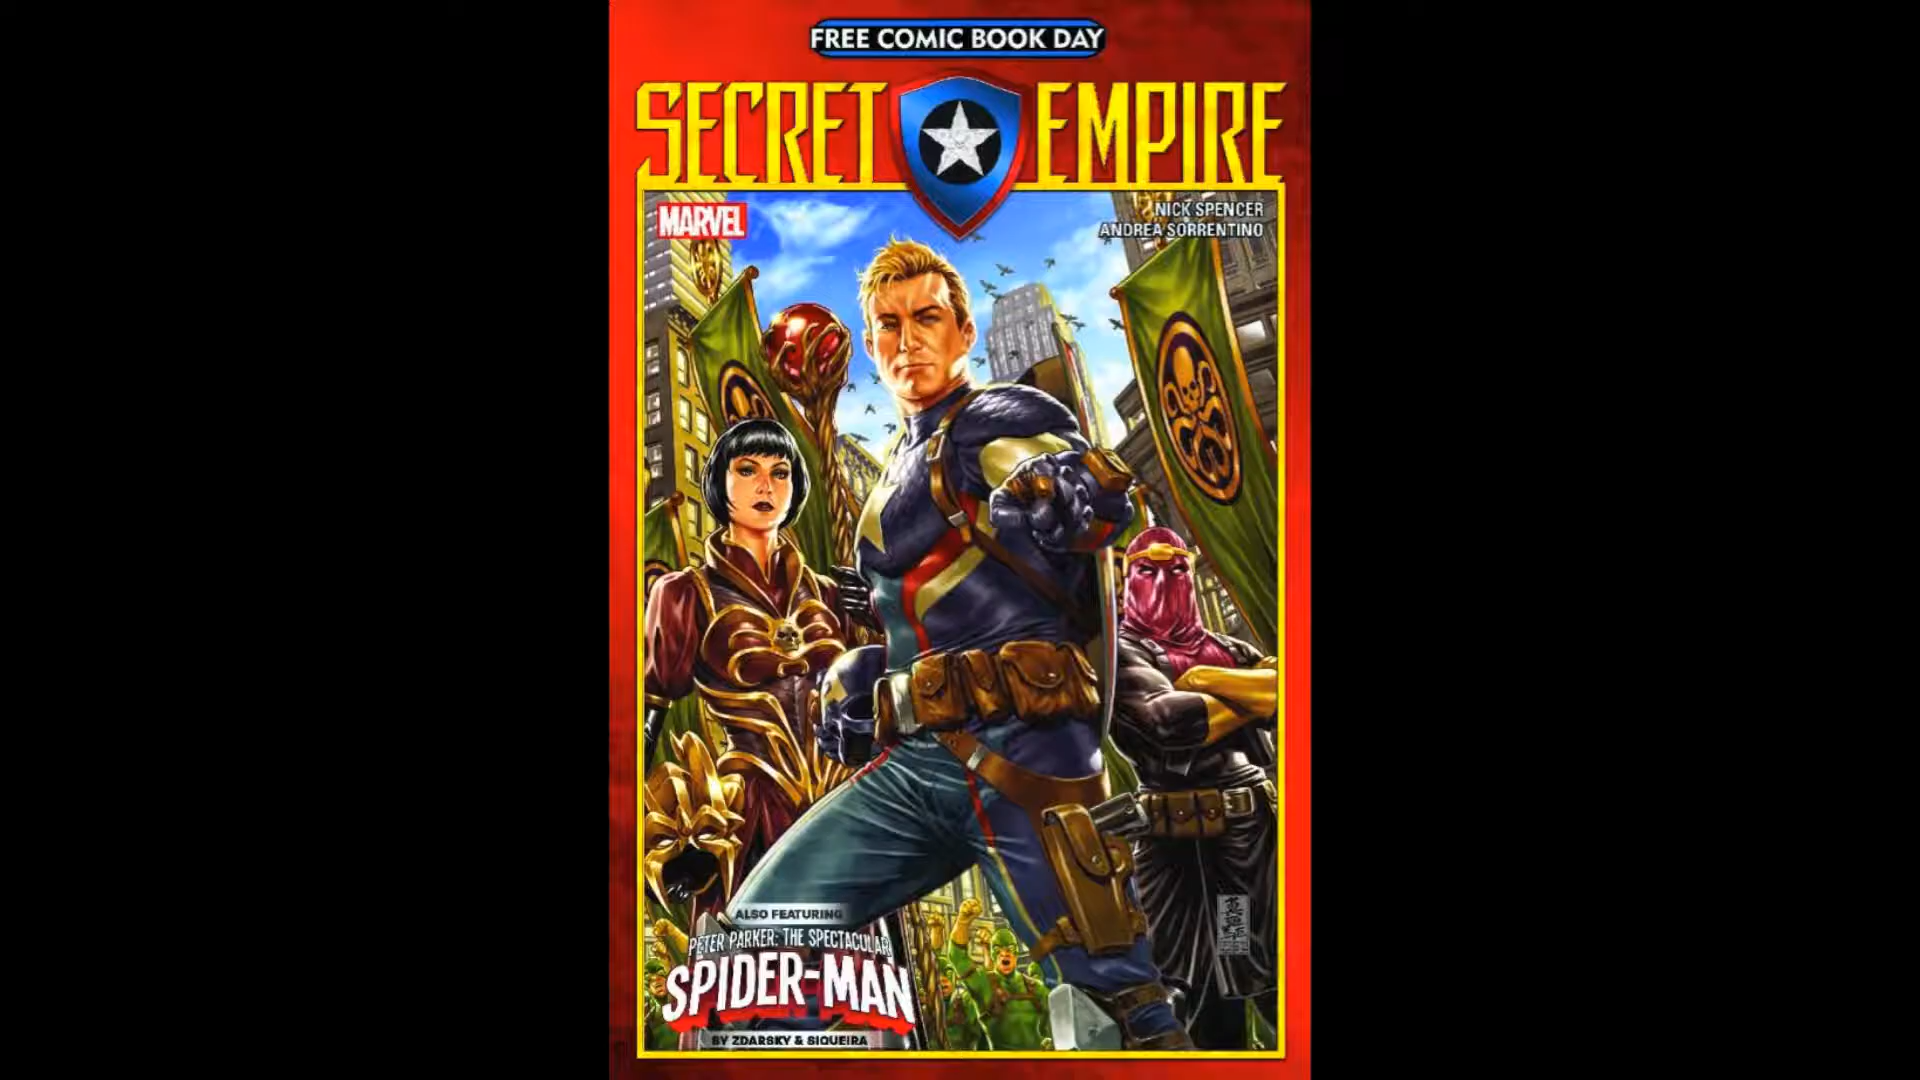 FREE COMIC BOOK DAY
SECRET EMPIRE
MARVEL
NICK SPENCER
ANDREA SORRENTINO
ALSO FEATURING
PETER PARKER: THE SPECTACULAR
SPIDER-MAN
BY ZDARSKY & SIQUEIRA